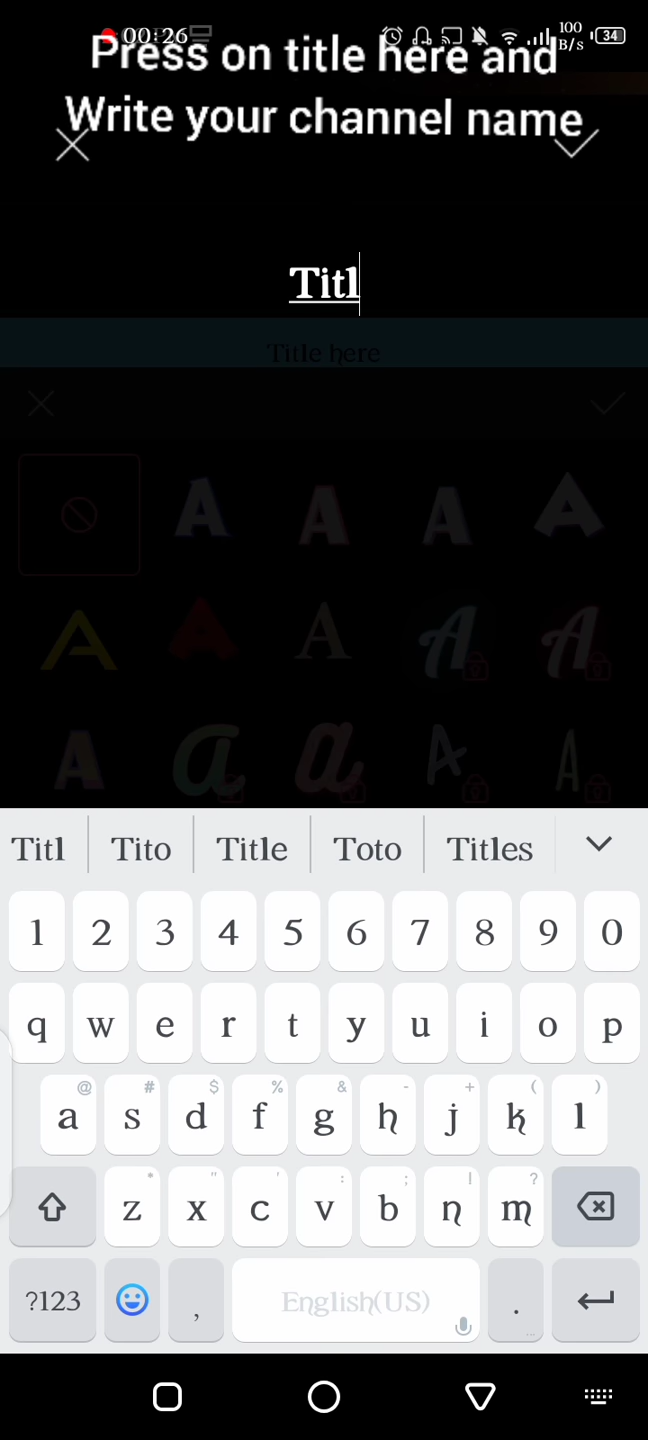 00:26
100
B/s
34
Press on title here and
Write your channel name
Titl
Title here
A A A A
A A A A A
A a a A A
Titl Tito Title Toto Titles
1 2 3 4 5 6 7 8 9 0
q w e r t y u i o p
@ # $ % & - + ( )
a s d f g h j k l
* " ' : ; ! ?
z x c v b n m
?123 , English(US) . ...